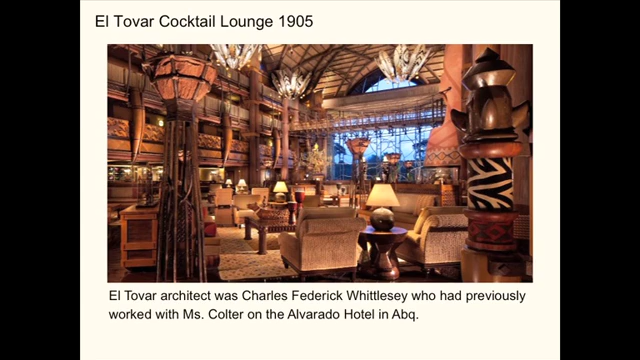 El Tovar Cocktail Lounge 1905
El Tovar architect was Charles Federick Whittlesey who had previously
worked with Ms. Colter on the Alvarado Hotel in Abq.